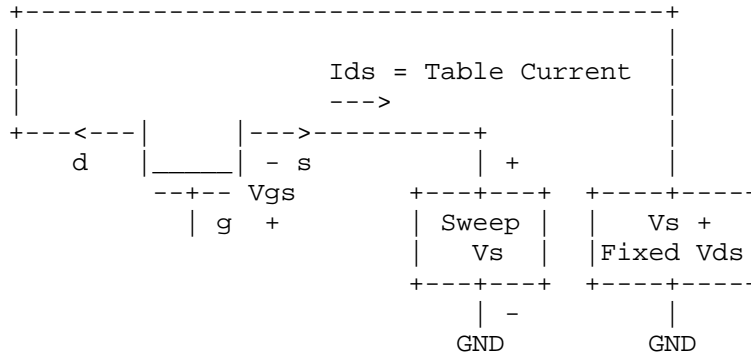 Ids = Table Current
--->
d - s
Vgs
g +
+
Sweep
Vs
Vs +
Fixed Vds
-
GND GND